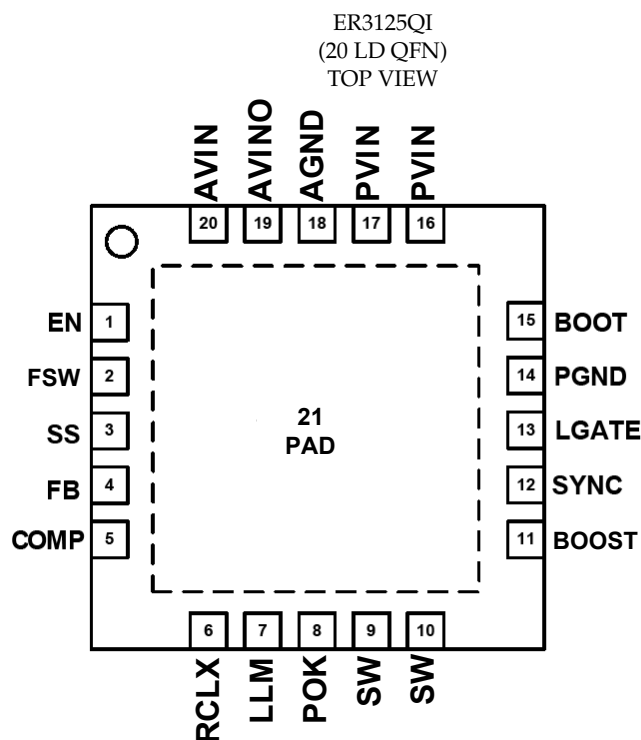 ER3125QI
(20 LD QFN)
TOP VIEW
AVIN
AVINO
AGND
PVIN
PVIN
20
19
18
17
16
EN 1
FSW 2
SS 3
FB 4
COMP 5
21
PAD
15 BOOT
14 PGND
13 LGATE
12 SYNC
11 BOOST
6
7
8
9
10
RCLX
LLM
POK
SW
SW